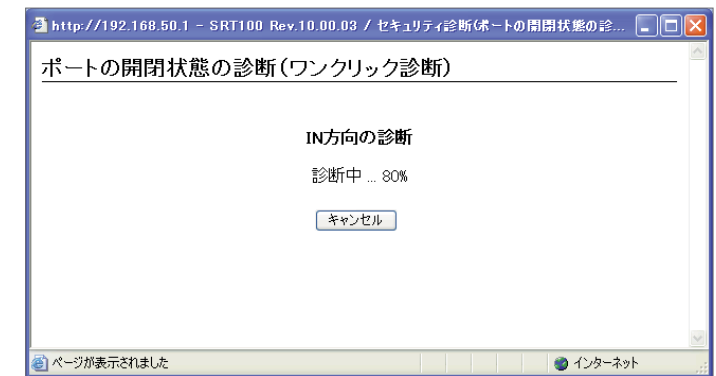 http://192.168.50.1 - SRT100 Rev.10.00.03 / セキュリティ診断(ポートの開閉状態の診...
ポートの開閉状態の診断(ワンクリック診断)
IN方向の診断
診断中 ... 80%
キャンセル
ページが表示されました
インターネット